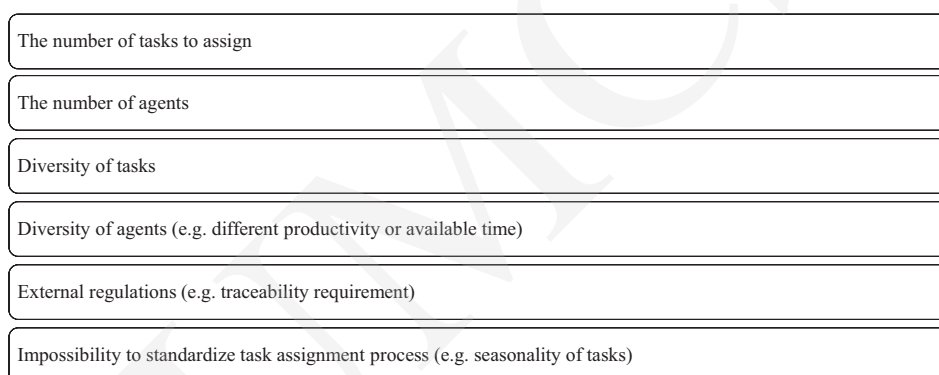 The number of tasks to assign
The number of agents
Diversity of tasks
Diversity of agents (e.g. different productivity or available time)
External regulations (e.g. traceability requirement)
Impossibility to standardize task assignment process (e.g. seasonality of tasks)